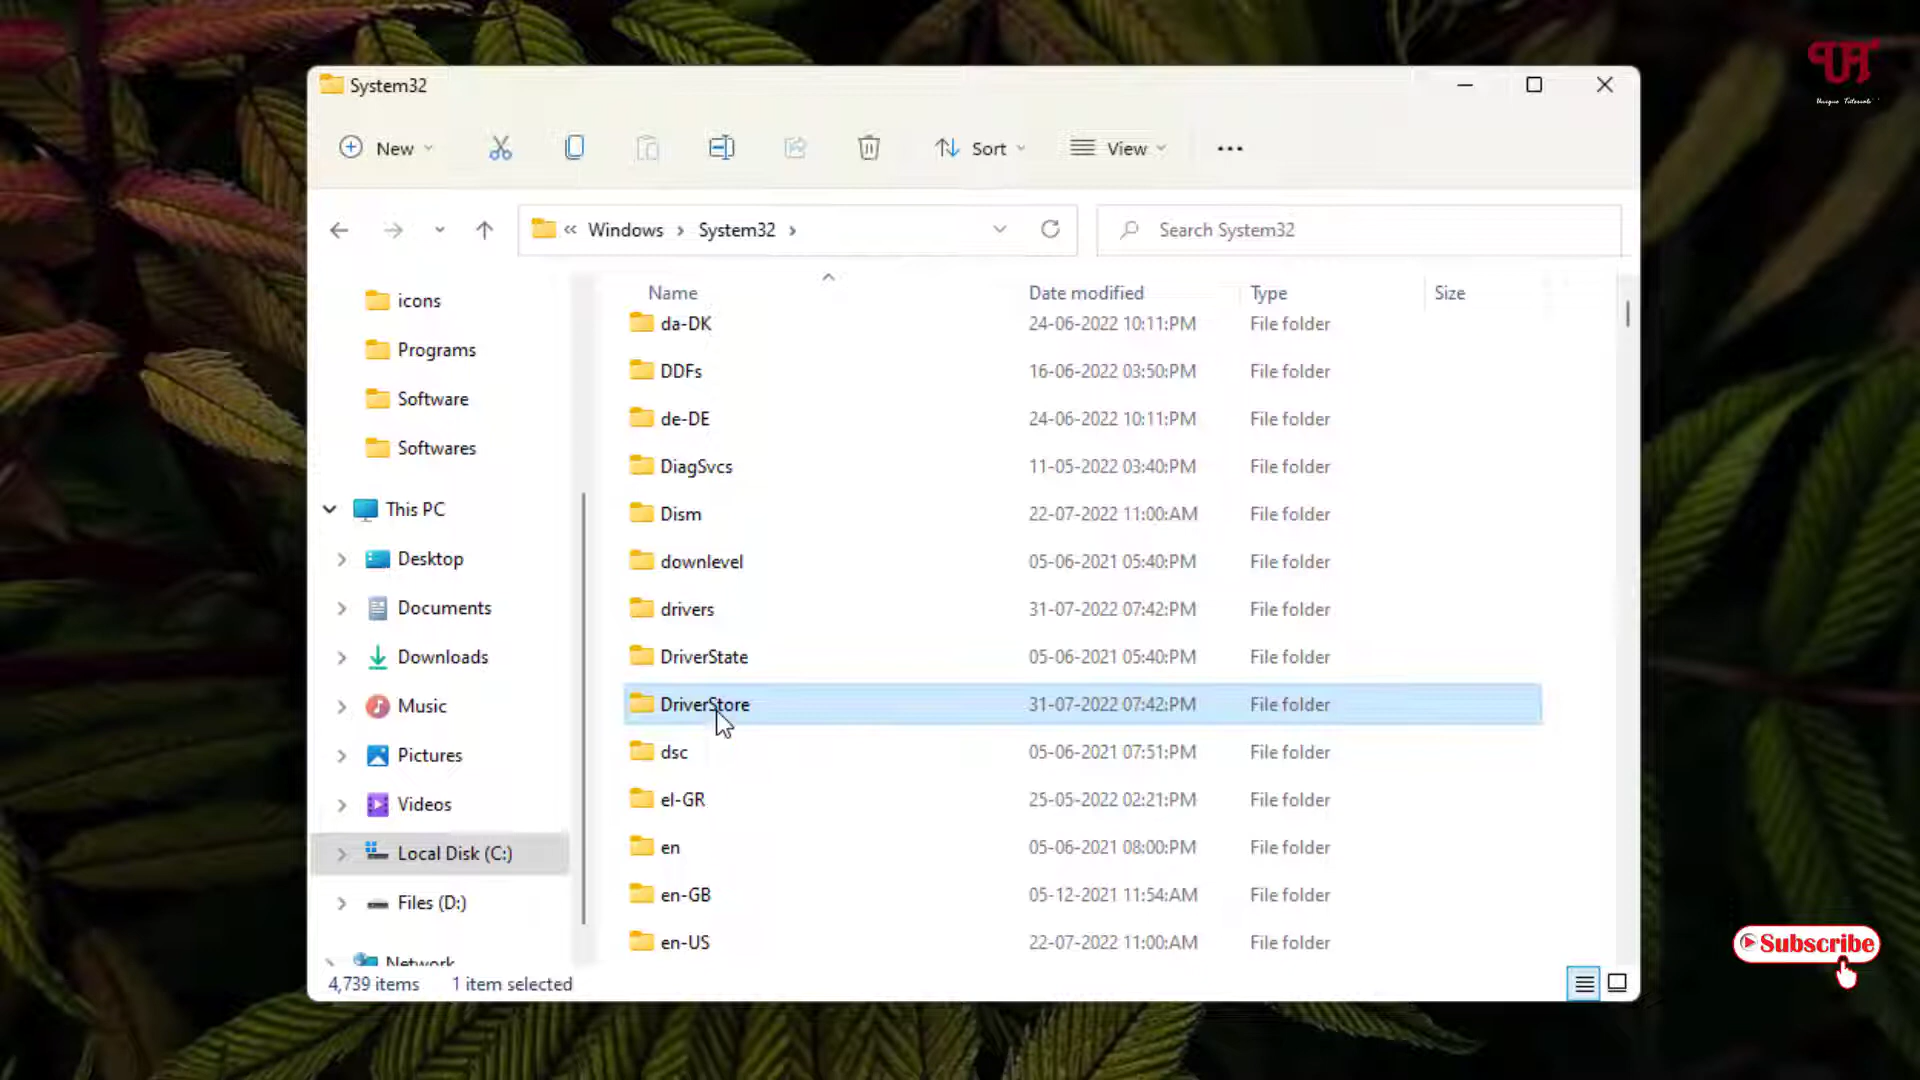 System32
New
Sort
View
Windows > System32 >
Search System32
Name Date modified Type Size
icons
Programs
Software
Softwares
This PC
Desktop
Documents
Downloads
Music
Pictures
Videos
Local Disk (C:)
Files (D:)
Network
da-DK 24-06-2022 10:11:PM File folder
DDFs 16-06-2022 03:50:PM File folder
de-DE 24-06-2022 10:11:PM File folder
DiagSvcs 11-05-2022 03:40:PM File folder
Dism 22-07-2022 11:00:AM File folder
downlevel 05-06-2021 05:40:PM File folder
drivers 31-07-2022 07:42:PM File folder
DriverState 05-06-2021 05:40:PM File folder
DriverStore 31-07-2022 07:42:PM File folder
dsc 05-06-2021 07:51:PM File folder
el-GR 25-05-2022 02:21:PM File folder
en 05-06-2021 08:00:PM File folder
en-GB 05-12-2021 11:54:AM File folder
en-US 22-07-2022 11:00:AM File folder
4,739 items 1 item selected
UT
Unique Tutorials
Subscribe